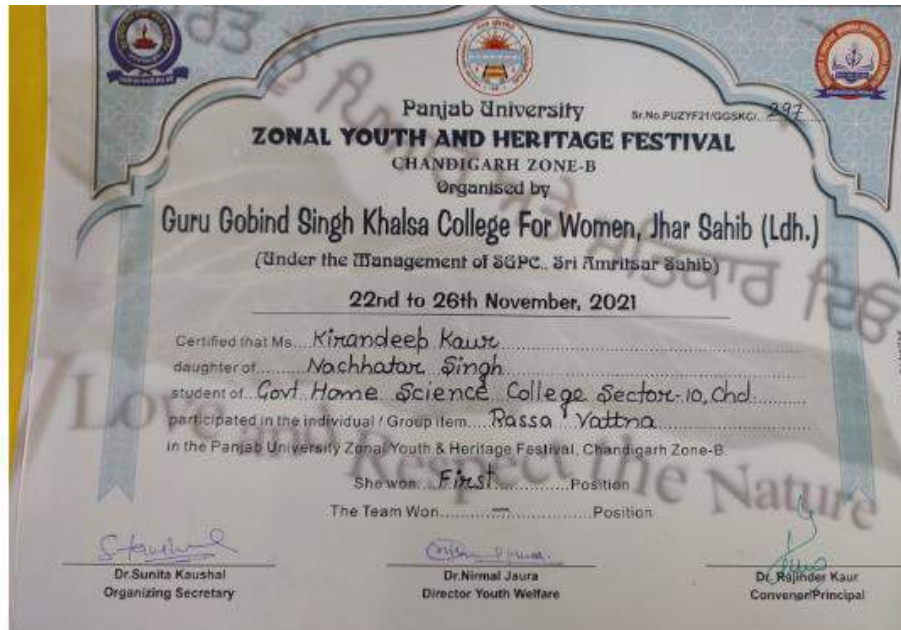 Panjab University
Sr.No.PUZYF21/GGSKC/...297....
ZONAL YOUTH AND HERITAGE FESTIVAL
CHANDIGARH ZONE-B
Organised by
Guru Gobind Singh Khalsa College For Women, Jhar Sahib (Ldh.)
(Under the Management of SGPC., Sri Amritsar Sahib)
22nd to 26th November, 2021
Certified that Ms....Kirandeep Kaur
daughter of....Nachhatar Singh
student of..Govt Home Science College Sector-10, Chd.
participated in the individual / Group item....Rassa Vattna
in the Panjab University Zonal Youth & Heritage Festival, Chandigarh Zone-B.
She won...First............Position
The Team Won.........—..............Position
Love and Respect the Nature
Dr.Sunita Kaushal
Organizing Secretary
Dr.Nirmal Jaura
Director Youth Welfare
Dr. Rajinder Kaur
Convener/Principal